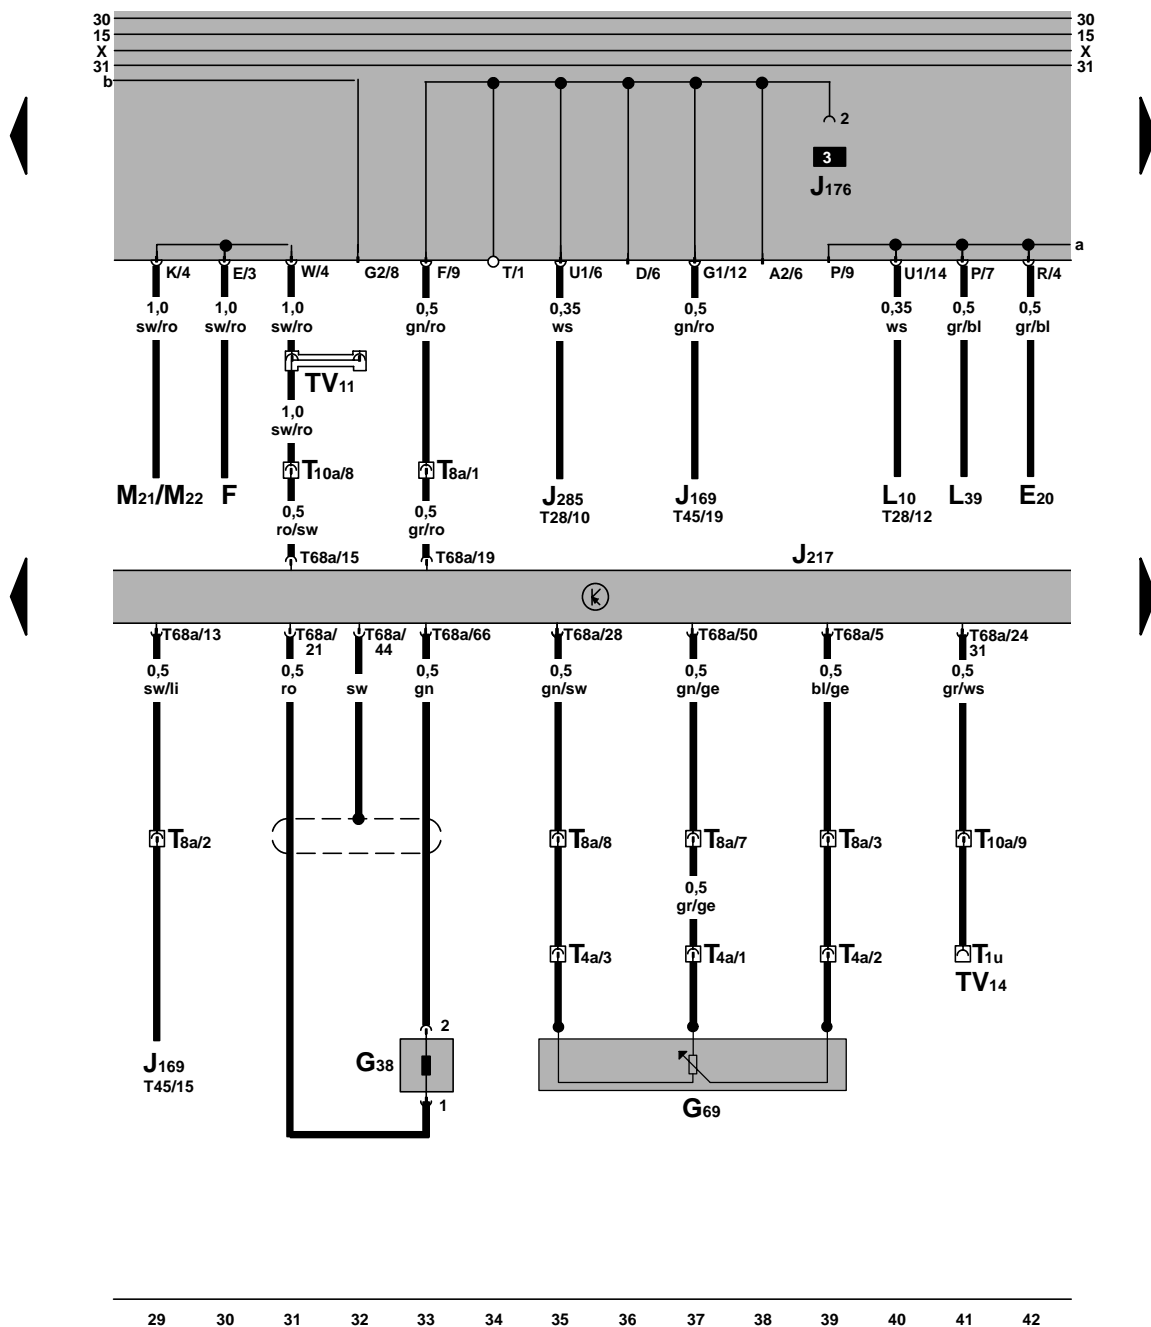 30 30
15 15
X X
31 31
b
2
3
J176
a
K/4 E/3 W/4 G2/8 F/9 T/1 U1/6 D/6 G1/12 A2/6 P/9 U1/14 P/7 R/4
1,0 1,0 1,0 0,5 0,35 0,5 0,35 0,5 0,5
sw/ro sw/ro sw/ro gn/ro ws gn/ro ws gr/bl gr/bl
TV11
1,0
sw/ro
T10a/8 T8a/1
M21/M22 F J285 J169 L10 L39 E20
T28/10 T45/19 T28/12
0,5 0,5
ro/sw gr/ro
T68a/15 T68a/19 J217
T68a/13 T68a/ T68a/ T68a/66 T68a/28 T68a/50 T68a/5 T68a/24
21 44 31
0,5 0,5 0,5 0,5 0,5 0,5 0,5
sw/li ro sw gn gn/sw gn/ge bl/ge gr/ws
T8a/2 T8a/8 T8a/7 T8a/3 T10a/9
0,5
gr/ge
T4a/3 T4a/1 T4a/2 T1u
TV14
2
G38
J169
T45/15
1
G69
29 30 31 32 33 34 35 36 37 38 39 40 41 42